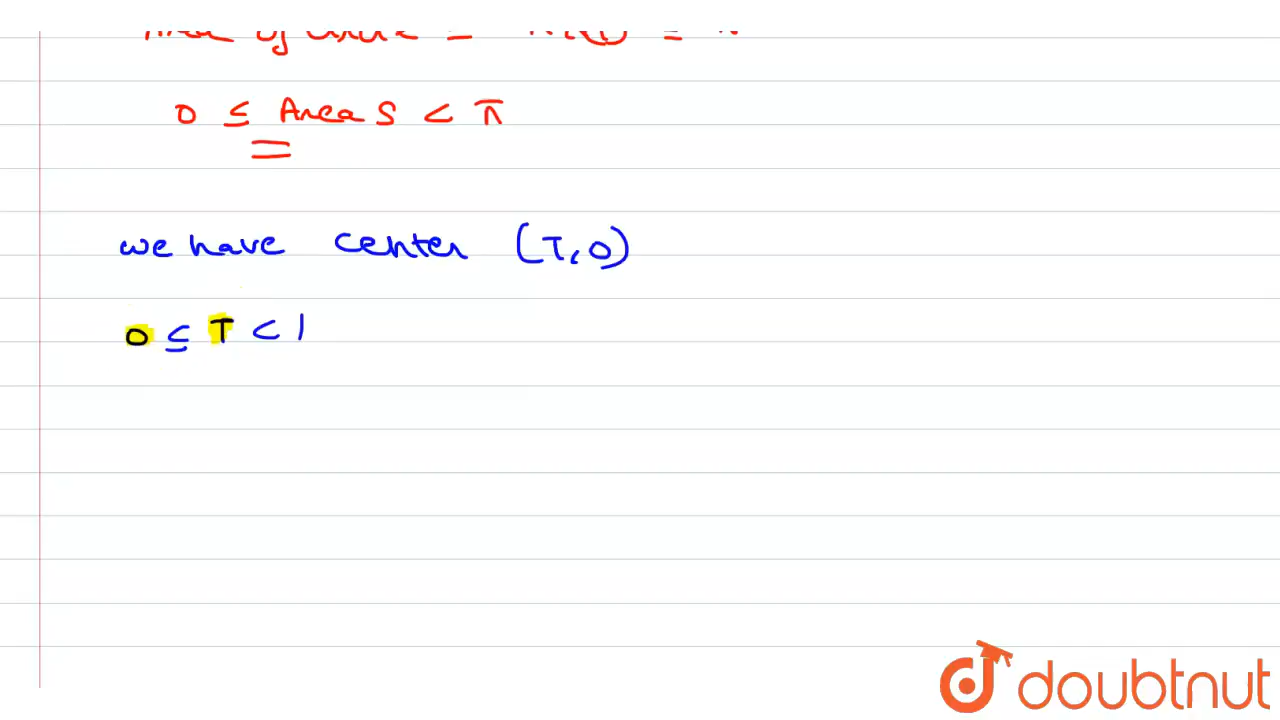 0 ≤ Area S < π
we have center (T, 0)
0 ≤ T < 1
doubtnut